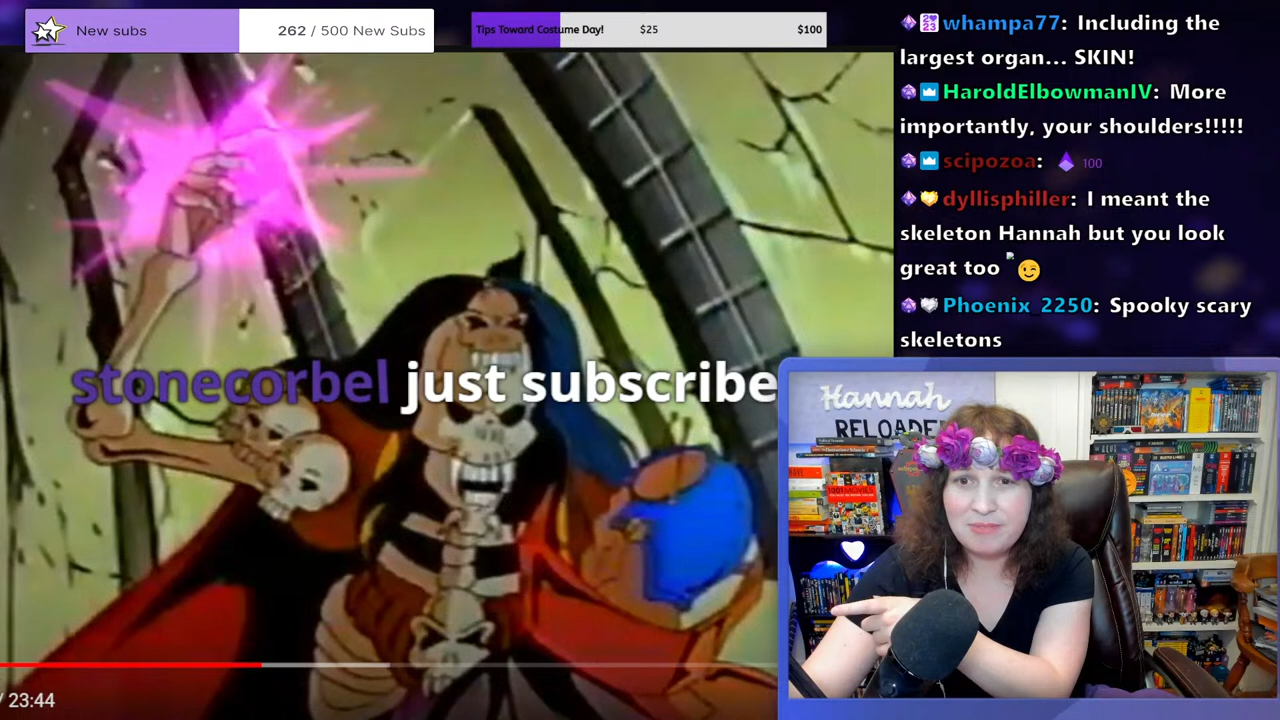 New subs
262 / 500 New Subs
Tips Toward Costume Day!
$25
$100
whampa77: Including the
largest organ... SKIN!
HaroldElbowmanIV: More
importantly, your shoulders!!!!!
scipozoa: 100
dyllisphiller: I meant the
skeleton Hannah but you look
great too
Phoenix_2250: Spooky scary
skeletons
stonecorbel just subscribe
Hannah
RELOADE
/ 23:44